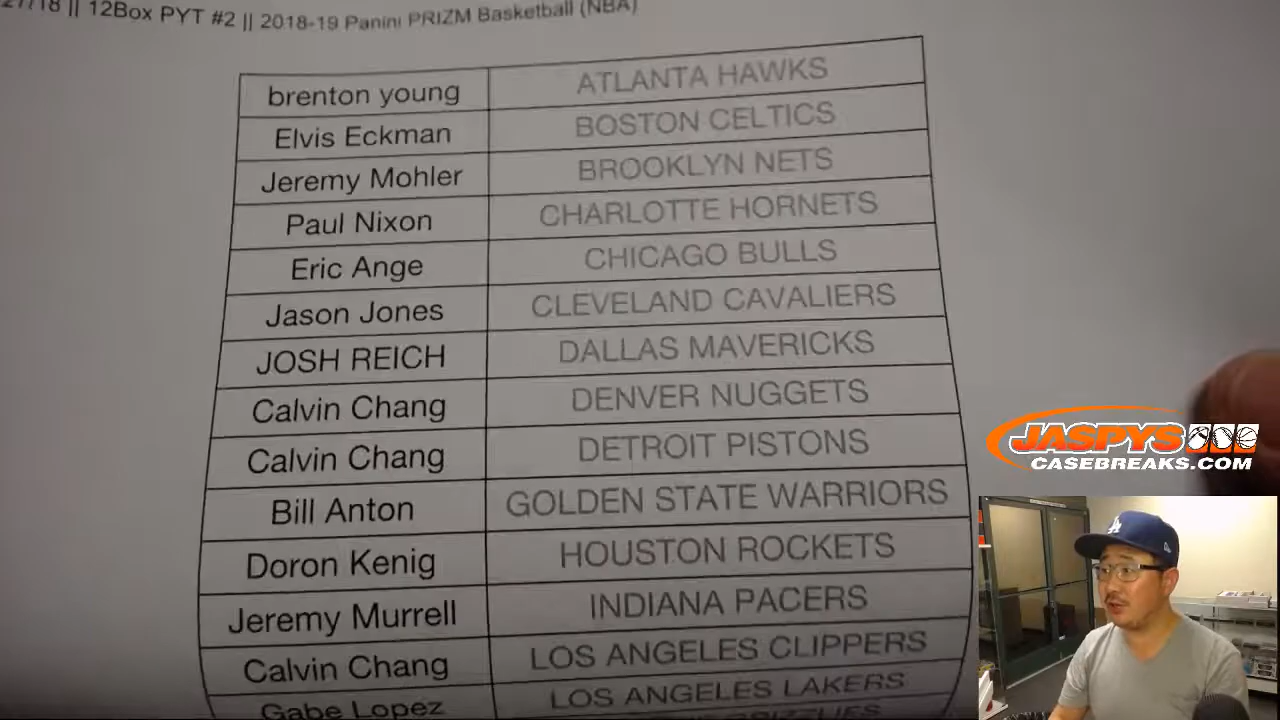 27/18 || 12Box PYT #2 || 2018-19 Panini PRIZM Basketball (NBA)
brenton young ATLANTA HAWKS
Elvis Eckman BOSTON CELTICS
Jeremy Mohler BROOKLYN NETS
Paul Nixon CHARLOTTE HORNETS
Eric Ange CHICAGO BULLS
Jason Jones CLEVELAND CAVALIERS
JOSH REICH DALLAS MAVERICKS
Calvin Chang DENVER NUGGETS
Calvin Chang DETROIT PISTONS
Bill Anton GOLDEN STATE WARRIORS
Doron Kenig HOUSTON ROCKETS
Jeremy Murrell INDIANA PACERS
Calvin Chang LOS ANGELES CLIPPERS
Gabe Lopez LOS ANGELES LAKERS
JASPYS
CASEBREAKS.COM
LA